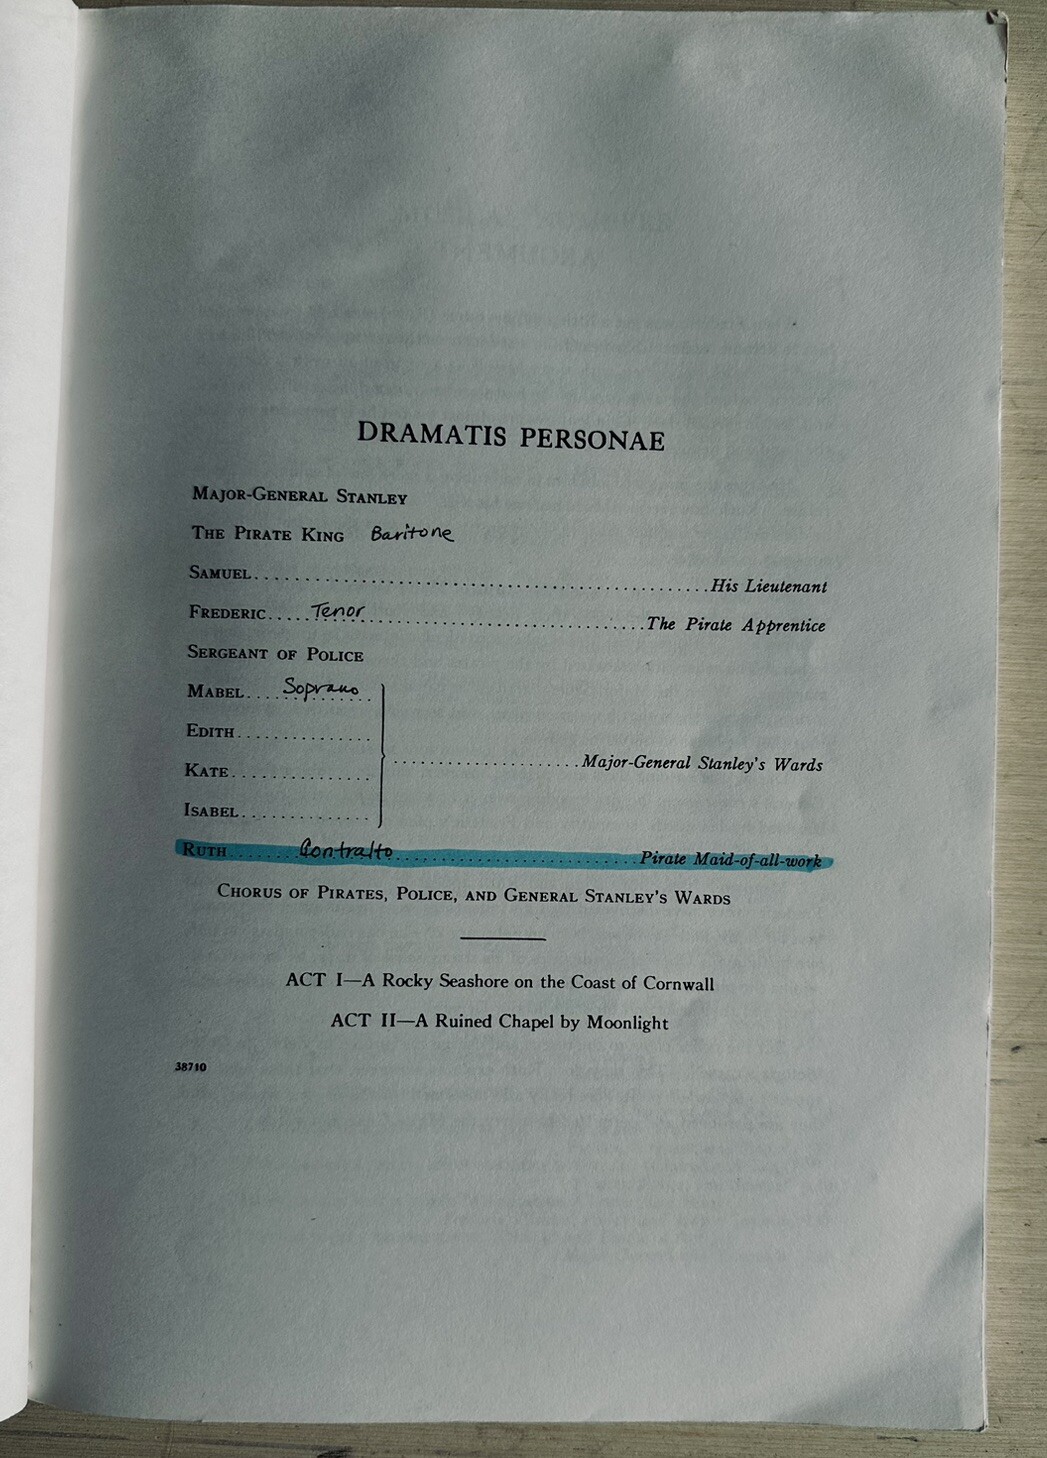 DRAMATIS PERSONAE
MAJOR-GENERAL STANLEY
THE PIRATE KING Baritone
SAMUEL........................................His Lieutenant
FREDERIC.....Tenor..............................The Pirate Apprentice
SERGEANT OF POLICE
MABEL....Soprano
EDITH..............
KATE..............
ISABEL.............
...................Major-General Stanley's Wards
RUTH.......Contralto........................Pirate Maid-of-all-work
CHORUS OF PIRATES, POLICE, AND GENERAL STANLEY'S WARDS
ACT I—A Rocky Seashore on the Coast of Cornwall
ACT II—A Ruined Chapel by Moonlight
38710